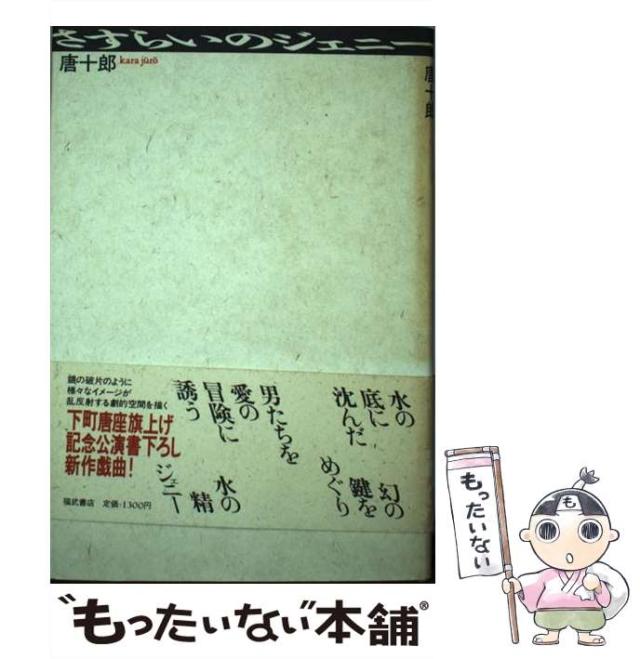 さすらいのジェニー
唐十郎 kara jūrō
唐十郎
水の
底に
沈んだ
幻の
鍵を
めぐり
男たちを
愛の
冒険に
誘う
水の
精
ジェニー
鏡の破片のように
様々なイメージが
乱反射する劇的空間を描く
下町唐座旗上げ
記念公演書下ろし
新作戯曲!
福武書店 定価・1300円
も
もったいない
"もったいない"本舗®